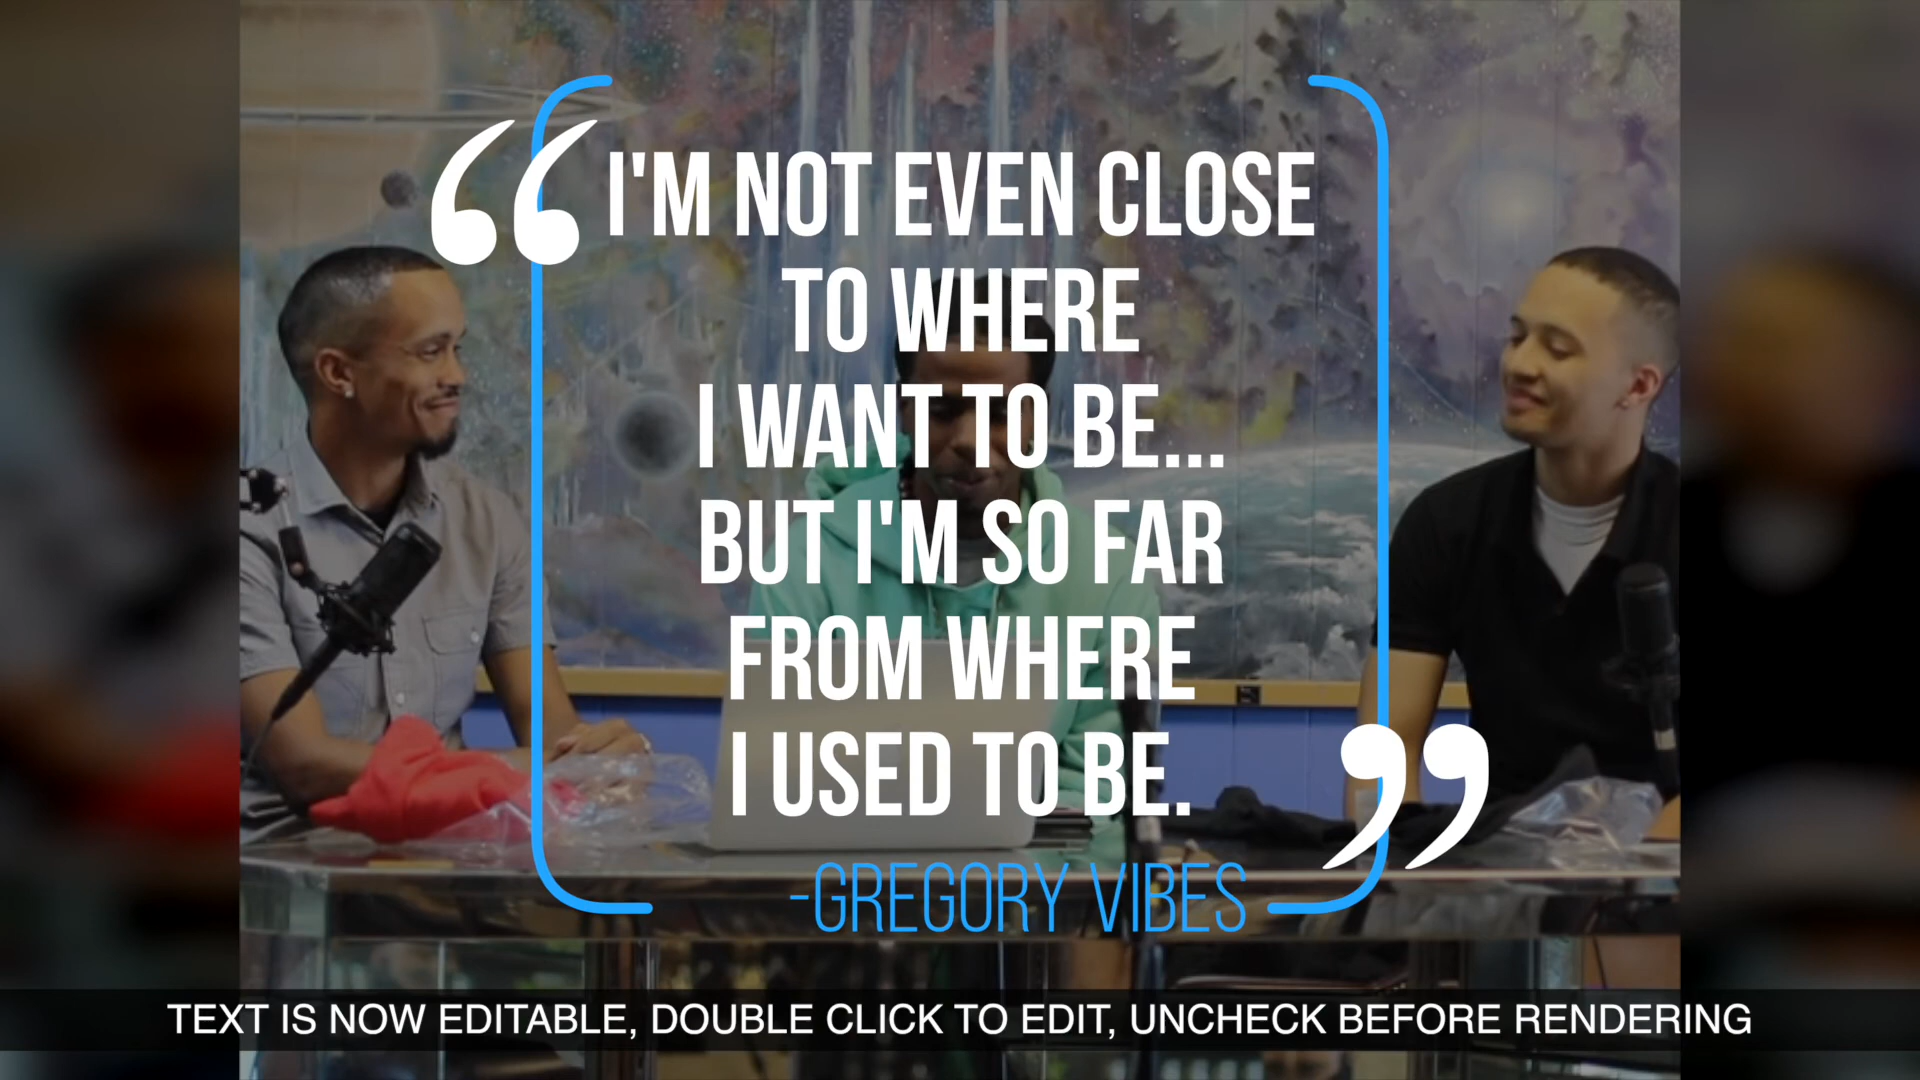 “I'M NOT EVEN CLOSE
TO WHERE
I WANT TO BE...
BUT I'M SO FAR
FROM WHERE
I USED TO BE.”
-GREGORY VIBES
TEXT IS NOW EDITABLE, DOUBLE CLICK TO EDIT, UNCHECK BEFORE RENDERING